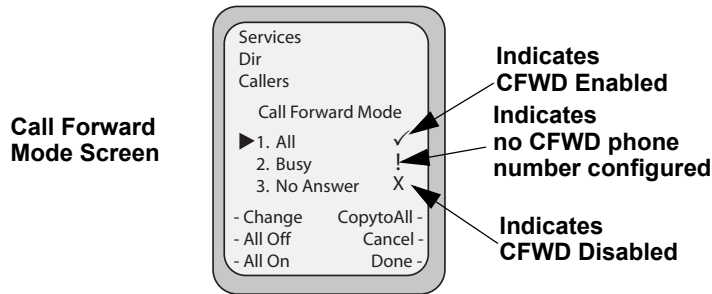 Call Forward
Mode Screen
Services
Dir
Callers
Call Forward Mode
1. All ✓
2. Busy !
3. No Answer X
- Change CopytoAll -
- All Off Cancel -
- All On Done -
Indicates
CFWD Enabled
Indicates
no CFWD phone
number configured
Indicates
CFWD Disabled